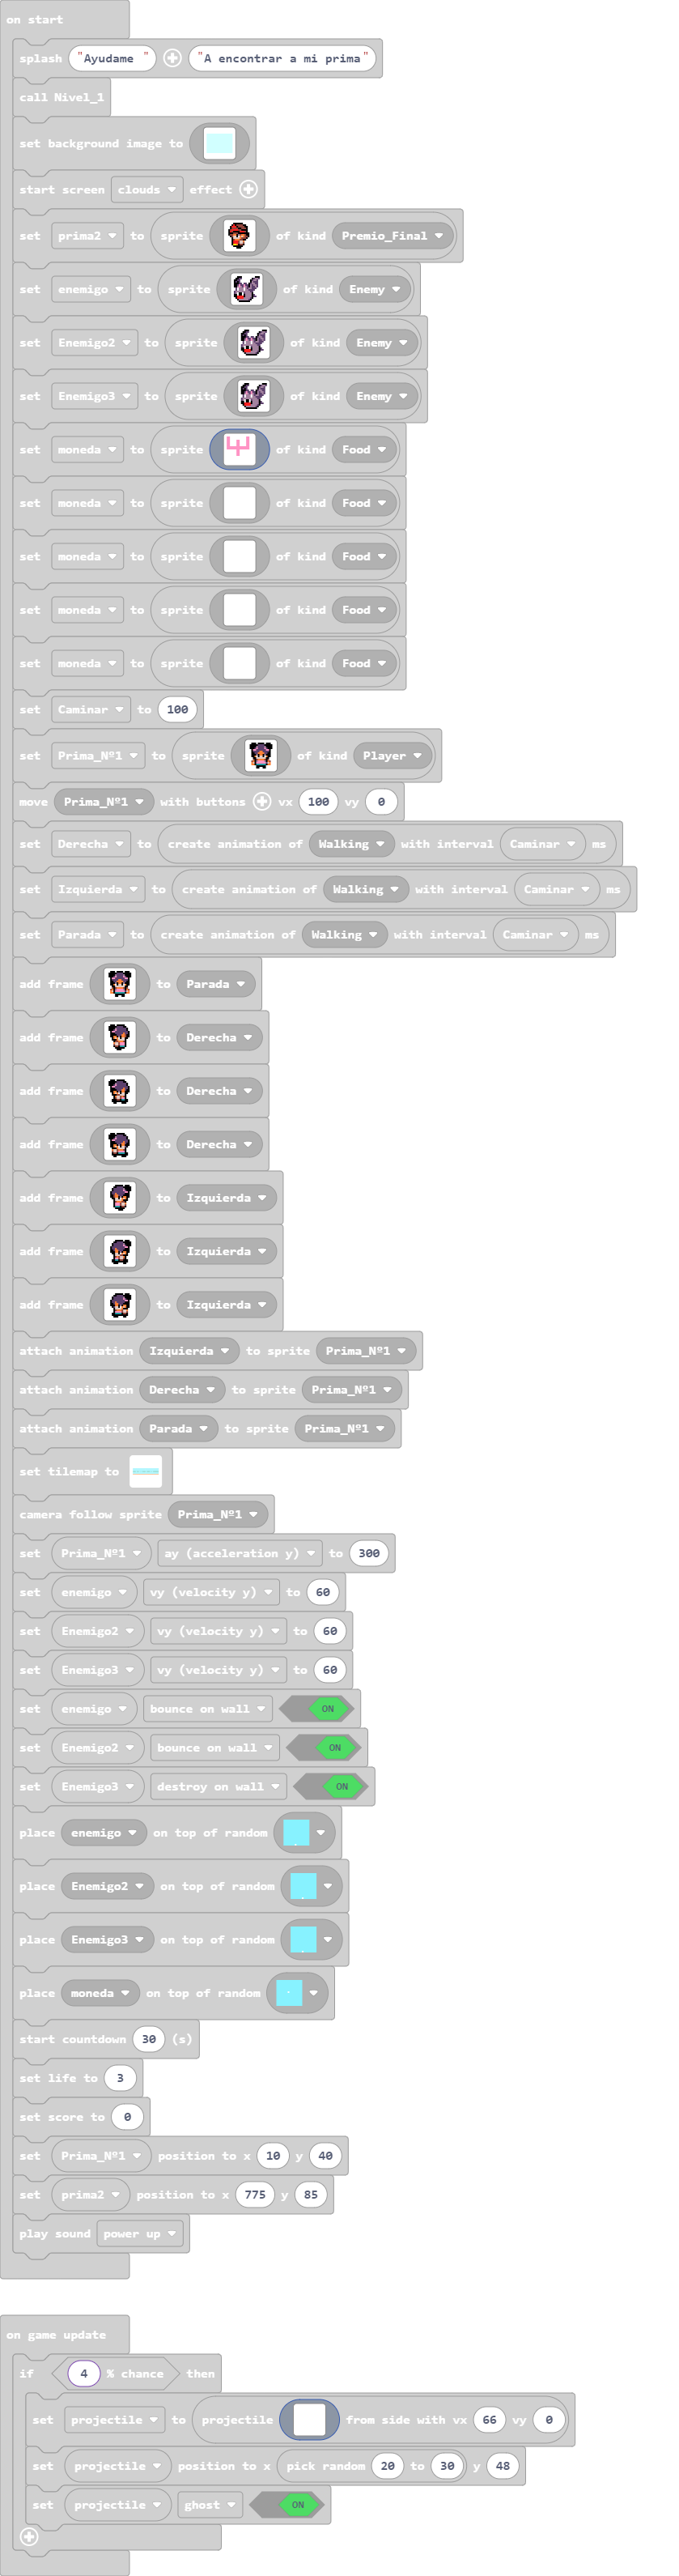 on start
splash "Ayudame " "A encontrar a mi prima"
call Nivel_1
set background image to
start screen clouds effect
set prima2 to sprite of kind Premio_Final
set enemigo to sprite of kind Enemy
set Enemigo2 to sprite of kind Enemy
set Enemigo3 to sprite of kind Enemy
set moneda to sprite of kind Food
set moneda to sprite of kind Food
set moneda to sprite of kind Food
set moneda to sprite of kind Food
set moneda to sprite of kind Food
set Caminar to 100
set Prima_Nº1 to sprite of kind Player
move Prima_Nº1 with buttons vx 100 vy 0
set Derecha to create animation of Walking with interval Caminar ms
set Izquierda to create animation of Walking with interval Caminar ms
set Parada to create animation of Walking with interval Caminar ms
add frame to Parada
add frame to Derecha
add frame to Derecha
add frame to Derecha
add frame to Izquierda
add frame to Izquierda
add frame to Izquierda
attach animation Izquierda to sprite Prima_Nº1
attach animation Derecha to sprite Prima_Nº1
attach animation Parada to sprite Prima_Nº1
set tilemap to
camera follow sprite Prima_Nº1
set Prima_Nº1 ay (acceleration y) to 300
set enemigo vy (velocity y) to 60
set Enemigo2 vy (velocity y) to 60
set Enemigo3 vy (velocity y) to 60
set enemigo bounce on wall ON
set Enemigo2 bounce on wall ON
set Enemigo3 destroy on wall ON
place enemigo on top of random
place Enemigo2 on top of random
place Enemigo3 on top of random
place moneda on top of random
start countdown 30 (s)
set life to 3
set score to 0
set Prima_Nº1 position to x 10 y 40
set prima2 position to x 775 y 85
play sound power up
on game update
if 4 % chance then
set projectile to projectile from side with vx 66 vy 0
set projectile position to x pick random 20 to 30 y 48
set projectile ghost ON